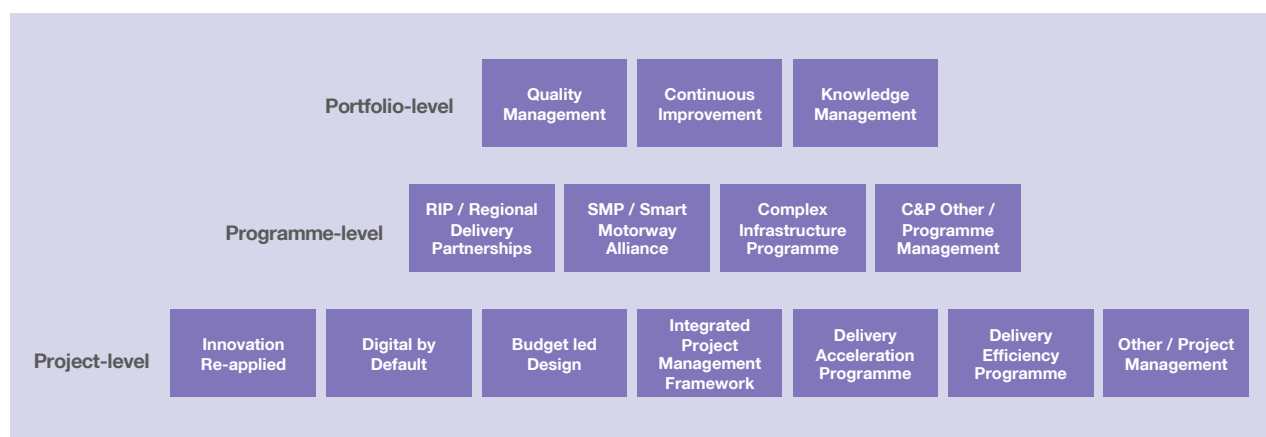 Portfolio-level
Quality
Management
Continuous
Improvement
Knowledge
Management
Programme-level
RIP / Regional
Delivery
Partnerships
SMP / Smart
Motorway
Alliance
Complex
Infrastructure
Programme
C&P Other /
Programme
Management
Project-level
Innovation
Re-applied
Digital by
Default
Budget led
Design
Integrated
Project
Management
Framework
Delivery
Acceleration
Programme
Delivery
Efficiency
Programme
Other / Project
Management